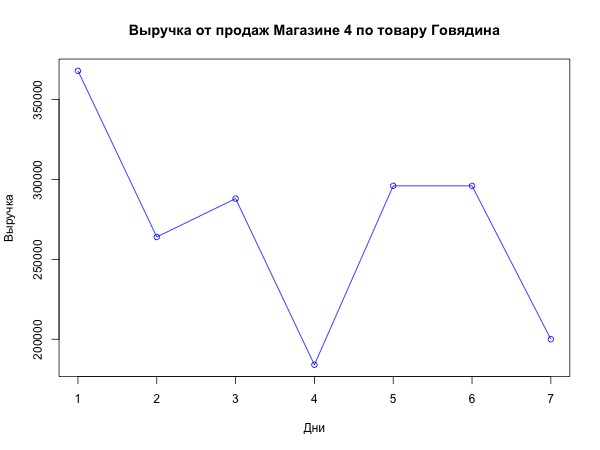 Выручка от продаж Магазине 4 по товару Говядина
Выручка
350000
300000
250000
200000
1 2 3 4 5 6 7
Дни